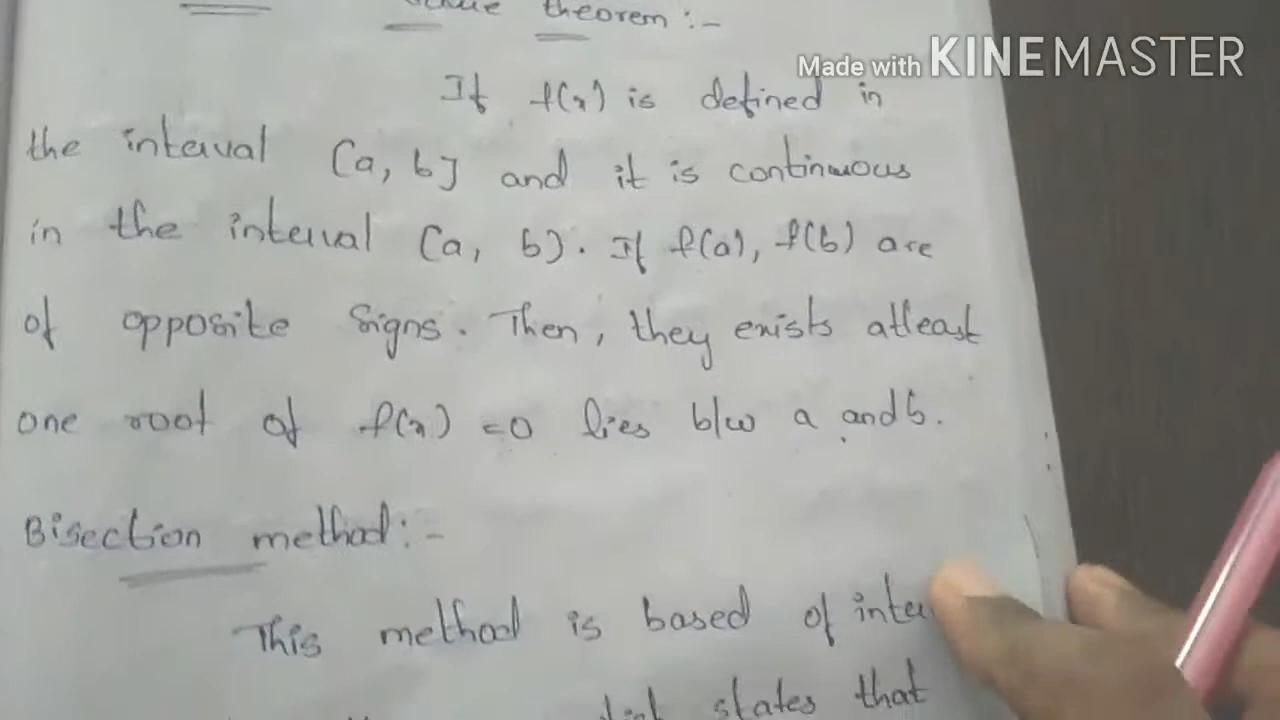 theorem :-
Made with KINEMASTER
If f(x) is defined in
the interval [a, b] and it is continuous
in the interval (a, b). If f(a), f(b) are
of opposite signs. Then, they exists atleast
one root of f(x) =0 lies b/w a and b.
Bisection method:-
This method is based of
states that